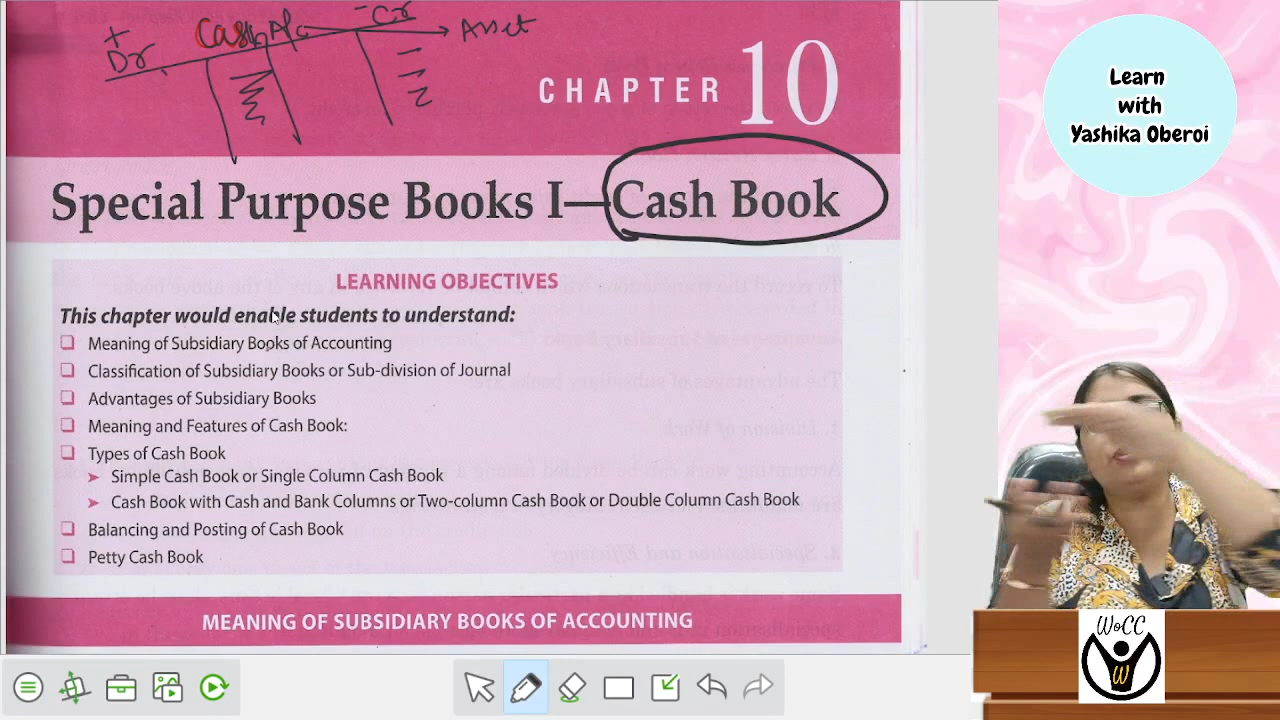 +
Dr
Cash A/c
- Cr
Asset
CHAPTER 10
Special Purpose Books I—Cash Book
LEARNING OBJECTIVES
This chapter would enable students to understand:
❑ Meaning of Subsidiary Books of Accounting
❑ Classification of Subsidiary Books or Sub-division of Journal
❑ Advantages of Subsidiary Books
❑ Meaning and Features of Cash Book:
❑ Types of Cash Book
➤ Simple Cash Book or Single Column Cash Book
➤ Cash Book with Cash and Bank Columns or Two-column Cash Book or Double Column Cash Book
❑ Balancing and Posting of Cash Book
❑ Petty Cash Book
MEANING OF SUBSIDIARY BOOKS OF ACCOUNTING
Learn
with
Yashika Oberoi
WoCC
W